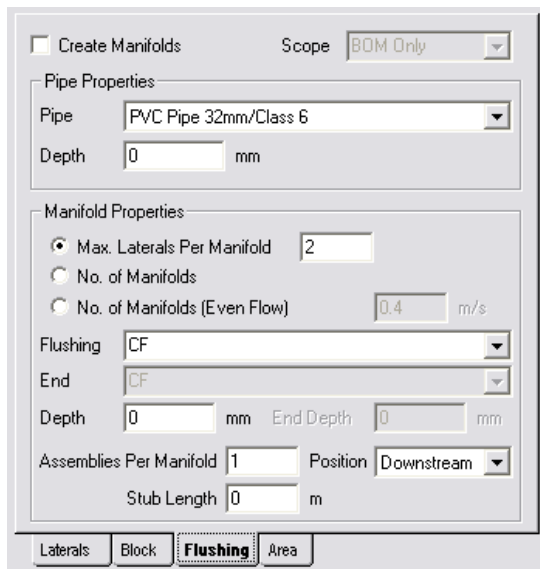 Create Manifolds Scope BOM Only
Pipe Properties
Pipe PVC Pipe 32mm/Class 6
Depth 0 mm
Manifold Properties
Max. Laterals Per Manifold 2
No. of Manifolds
No. of Manifolds (Even Flow) 0.4 m/s
Flushing CF
End CF
Depth 0 mm End Depth 0 mm
Assemblies Per Manifold 1 Position Downstream
Stub Length 0 m
Laterals Block Flushing Area